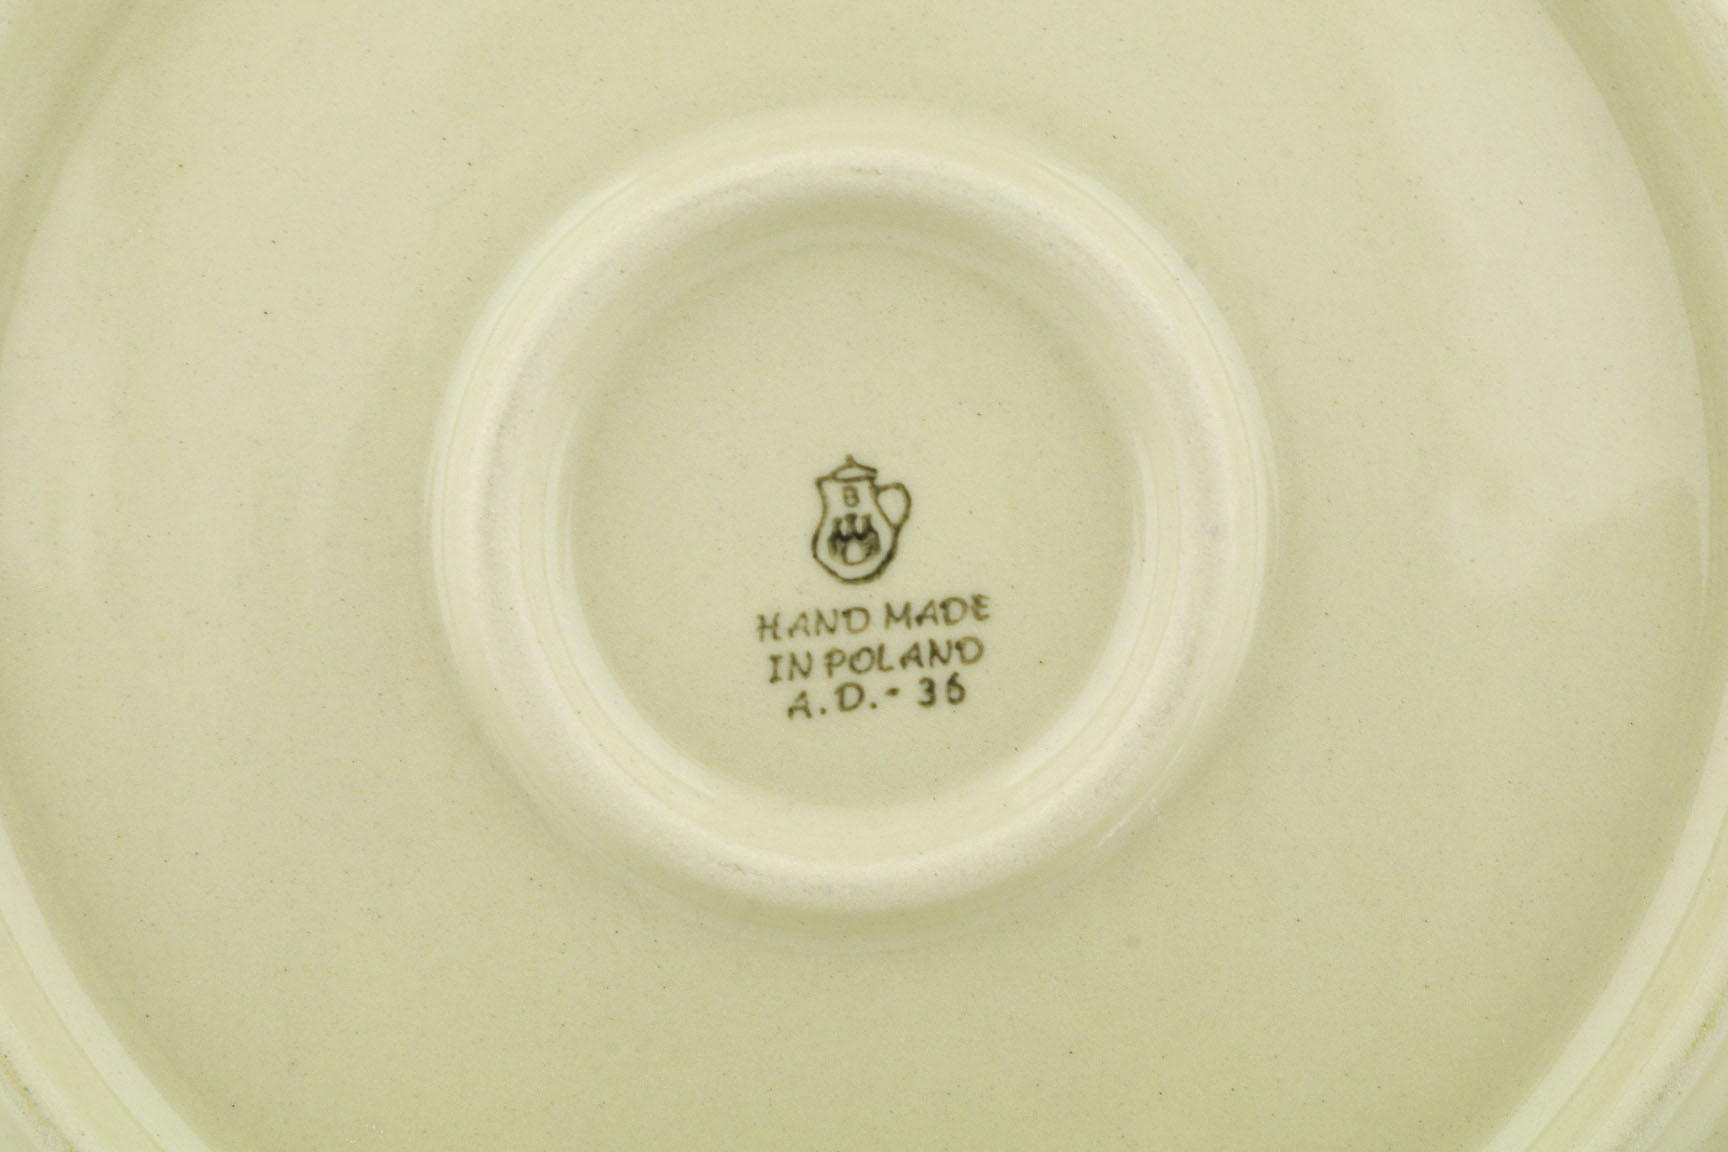 B
HAND MADE
IN POLAND
A.D.- 36